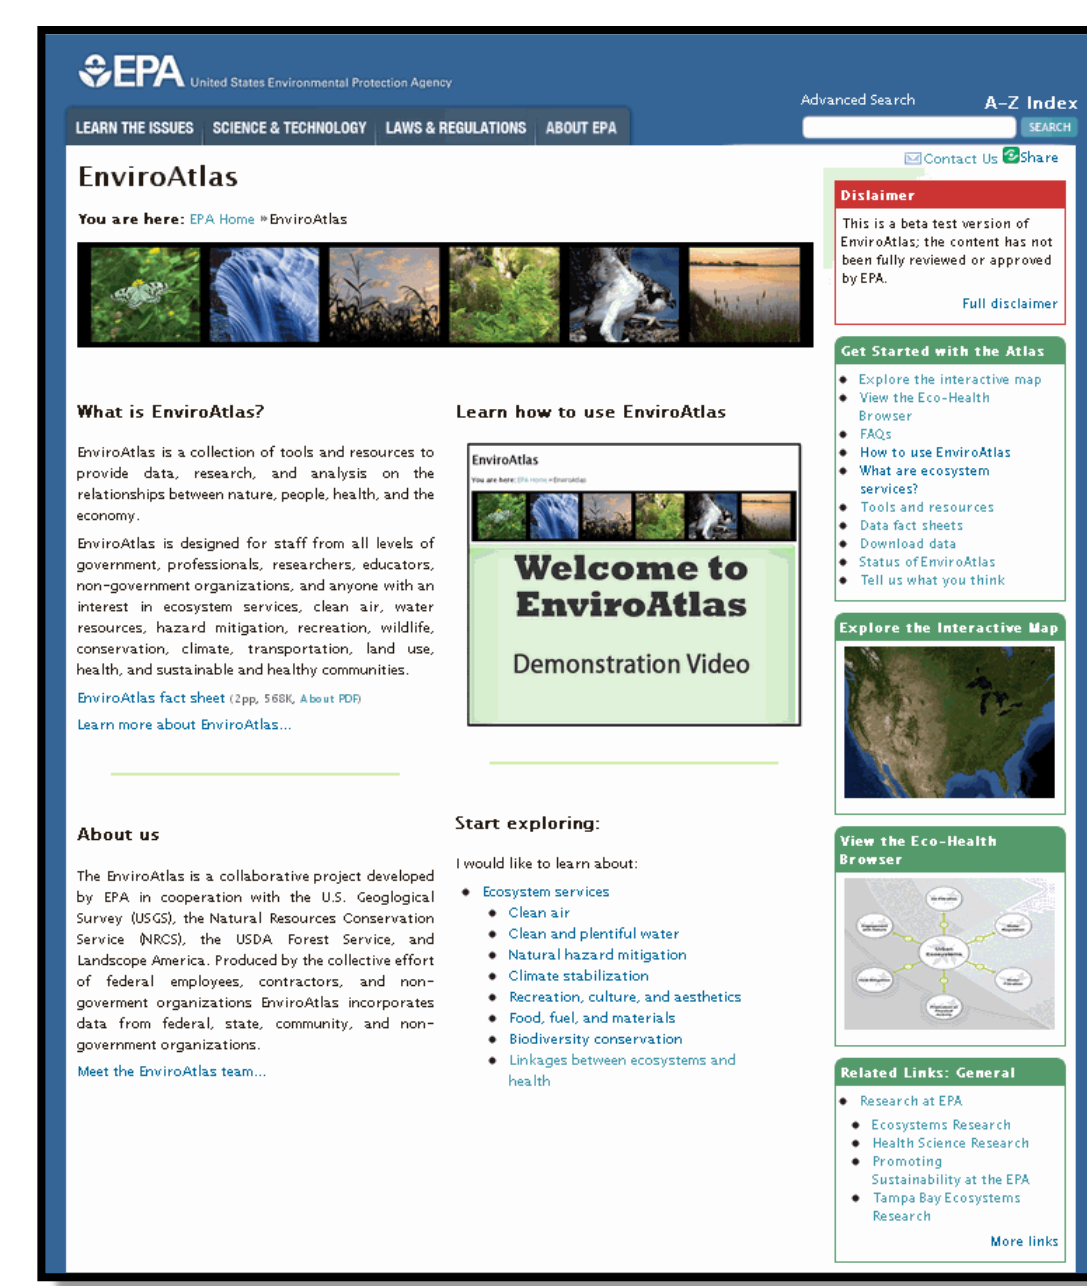 EPA United States Environmental Protection Agency
Advanced Search
A-Z Index
LEARN THE ISSUES SCIENCE & TECHNOLOGY LAWS & REGULATIONS ABOUT EPA
SEARCH
Contact Us Share
EnviroAtlas
You are here: EPA Home »EnviroAtlas
What is EnviroAtlas?
EnviroAtlas is a collection of tools and resources to
provide data, research, and analysis on the
relationships between nature, people, health, and the
economy.
EnviroAtlas is designed for staff from all levels of
government, professionals, researchers, educators,
non-government organizations, and anyone with an
interest in ecosystem services, clean air, water
resources, hazard mitigation, recreation, wildlife,
conservation, climate, transportation, land use,
health, and sustainable and healthy communities.
EnviroAtlas fact sheet (2pp, 568K, About PDF)
Learn more about EnviroAtlas...
Learn how to use EnviroAtlas
EnviroAtlas
You are here: EPA Home »EnviroAtlas
Welcome to
EnviroAtlas
Demonstration Video
About us
The EnviroAtlas is a collaborative project developed
by EPA in cooperation with the U.S. Geoglogical
Survey (USGS), the Natural Resources Conservation
Service (NRCS), the USDA Forest Service, and
Landscape America. Produced by the collective effort
of federal employees, contractors, and non-
goverment organizations EnviroAtlas incorporates
data from federal, state, community, and non-
government organizations.
Meet the EnviroAtlas team...
Start exploring:
I would like to learn about:
Ecosystem services
Clean air
Clean and plentiful water
Natural hazard mitigation
Climate stabilization
Recreation, culture, and aesthetics
Food, fuel, and materials
Biodiversity conservation
Linkages between ecosystems and
health
Dislaimer
This is a beta test version of
EnviroAtlas; the content has not
been fully reviewed or approved
by EPA.
Full disclaimer
Get Started with the Atlas
Explore the interactive map
View the Eco-Health
Browser
FAQs
How to use EnviroAtlas
What are ecosystem
services?
Tools and resources
Data fact sheets
Download data
Status of EnviroAtlas
Tell us what you think
Explore the Interactive Map
View the Eco-Health
Browser
Urban
Ecosystems
Related Links: General
Research at EPA
Ecosystems Research
Health Science Research
Promoting
Sustainability at the EPA
Tampa Bay Ecosystems
Research
More links